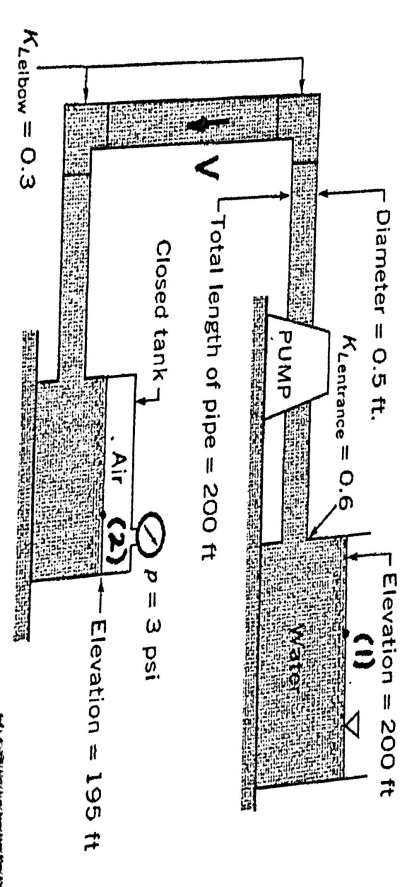 Diameter = 0.5 ft.
Elevation = 200 ft
(1)
K_Lentrance = 0.6
PUMP
Water
V
Total length of pipe = 200 ft
Closed tank
p = 3 psi
Air
(2)
Elevation = 195 ft
K_Lelbow = 0.3